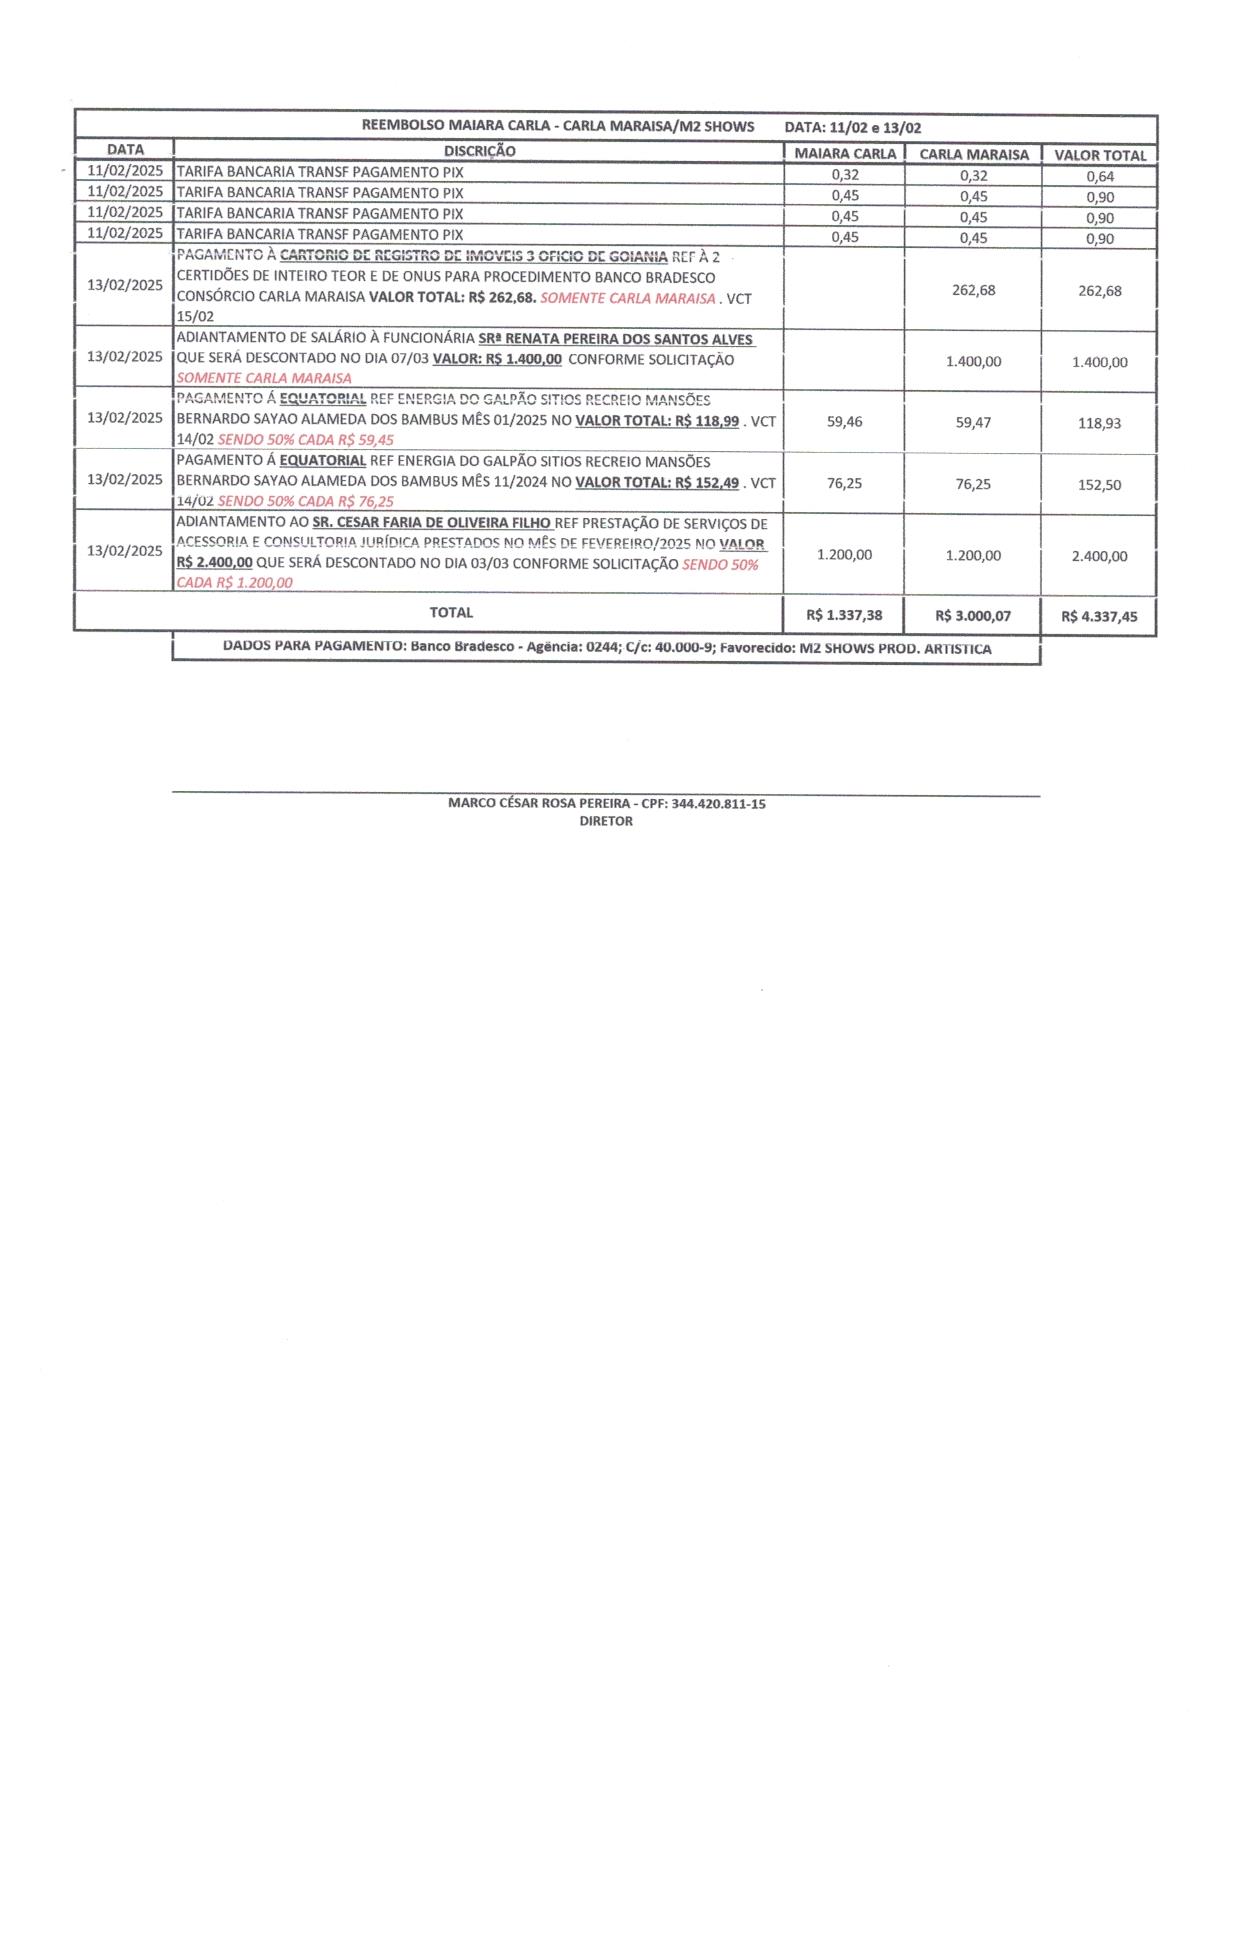 REEMBOLSO MAIARA CARLA - CARLA MARAISA/M2 SHOWS DATA: 11/02 e 13/02
DATA DISCRIÇÃO MAIARA CARLA CARLA MARAISA VALOR TOTAL
11/02/2025 TARIFA BANCARIA TRANSF PAGAMENTO PIX 0,32 0,32 0,64
11/02/2025 TARIFA BANCARIA TRANSF PAGAMENTO PIX 0,45 0,45 0,90
11/02/2025 TARIFA BANCARIA TRANSF PAGAMENTO PIX 0,45 0,45 0,90
11/02/2025 TARIFA BANCARIA TRANSF PAGAMENTO PIX 0,45 0,45 0,90
PAGAMENTO À CARTORIO DE REGISTRO DE IMOVEIS 3 OFICIO DE GOIANIA REF À 2
CERTIDÕES DE INTEIRO TEOR E DE ONUS PARA PROCEDIMENTO BANCO BRADESCO
13/02/2025 CONSÓRCIO CARLA MARAISA VALOR TOTAL: R$ 262,68. SOMENTE CARLA MARAISA . VCT 262,68 262,68
15/02
ADIANTAMENTO DE SALÁRIO À FUNCIONÁRIA SRª RENATA PEREIRA DOS SANTOS ALVES
13/02/2025 QUE SERÁ DESCONTADO NO DIA 07/03 VALOR: R$ 1.400,00 CONFORME SOLICITAÇÃO 1.400,00 1.400,00
SOMENTE CARLA MARAISA
PAGAMENTO Á EQUATORIAL REF ENERGIA DO GALPÃO SITIOS RECREIO MANSÕES
13/02/2025 BERNARDO SAYAO ALAMEDA DOS BAMBUS MÊS 01/2025 NO VALOR TOTAL: R$ 118,99 . VCT 59,46 59,47 118,93
14/02 SENDO 50% CADA R$ 59,45
PAGAMENTO Á EQUATORIAL REF ENERGIA DO GALPÃO SITIOS RECREIO MANSÕES
13/02/2025 BERNARDO SAYAO ALAMEDA DOS BAMBUS MÊS 11/2024 NO VALOR TOTAL: R$ 152,49 . VCT 76,25 76,25 152,50
14/02 SENDO 50% CADA R$ 76,25
ADIANTAMENTO AO SR. CESAR FARIA DE OLIVEIRA FILHO REF PRESTAÇÃO DE SERVIÇOS DE
ACESSORIA E CONSULTORIA JURÍDICA PRESTADOS NO MÊS DE FEVEREIRO/2025 NO VALOR
13/02/2025 R$ 2.400,00 QUE SERÁ DESCONTADO NO DIA 03/03 CONFORME SOLICITAÇÃO SENDO 50% 1.200,00 1.200,00 2.400,00
CADA R$ 1.200,00
TOTAL R$ 1.337,38 R$ 3.000,07 R$ 4.337,45
DADOS PARA PAGAMENTO: Banco Bradesco - Agência: 0244; C/c: 40.000-9; Favorecido: M2 SHOWS PROD. ARTISTICA
MARCO CÉSAR ROSA PEREIRA - CPF: 344.420.811-15
DIRETOR